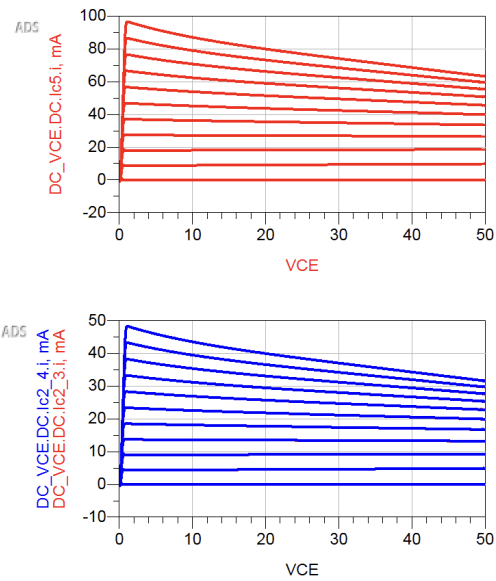 ADS
DC_VCE.DC.Ic5.i, mA
100
80
60
40
20
0
-20
0 10 20 30 40 50
VCE
ADS
DC_VCE.DC.Ic2_4.i, mA
DC_VCE.DC.Ic2_3.i, mA
50
40
30
20
10
0
-10
0 10 20 30 40 50
VCE